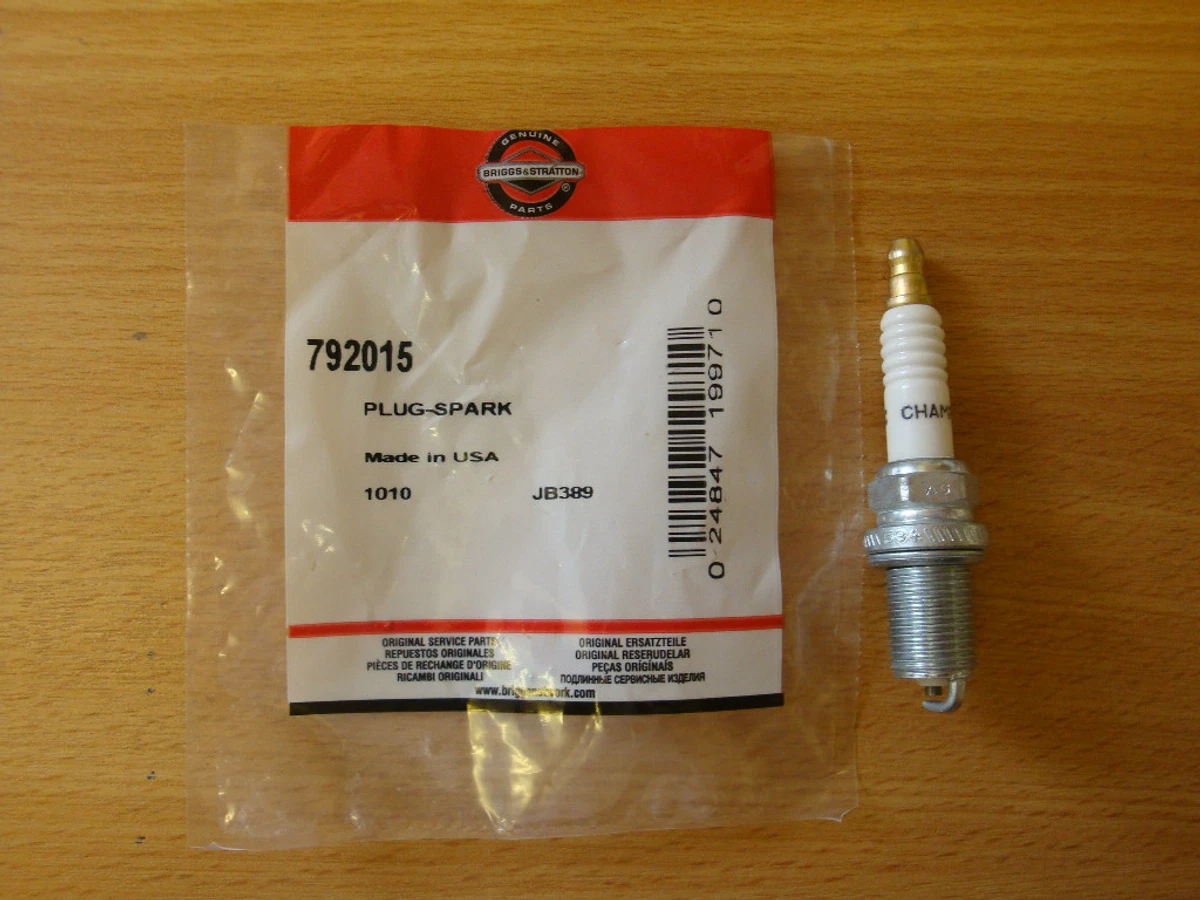 GENUINE
BRIGGS&STRATTON
®
PARTS
792015
PLUG-SPARK
Made in USA
1010 JB389
0 24847 19971 0
ORIGINAL SERVICE PARTS ORIGINAL ERSATZTEILE
REPUESTOS ORIGINALES ORIGINAL RESERUDELAR
PIÈCES DE RECHANGE D'ORIGINE PEÇAS ORIGINAIS
RICAMBI ORIGINALI ПОДЛИННЫЕ СЕРВИСНЫЕ ИЗДЕЛИЯ
CHAM